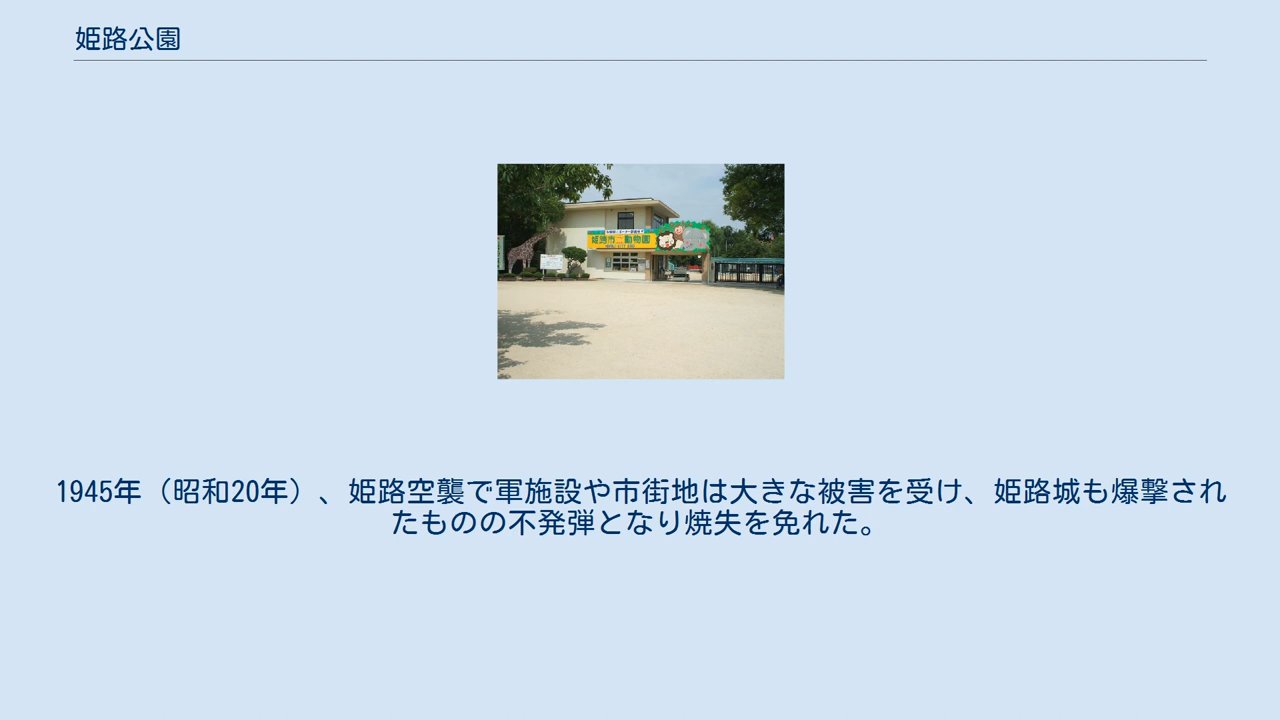 姫路公園
姫路市立動物園
1945年（昭和20年）、姫路空襲で軍施設や市街地は大きな被害を受け、姫路城も爆撃され
たものの不発弾となり焼失を免れた。